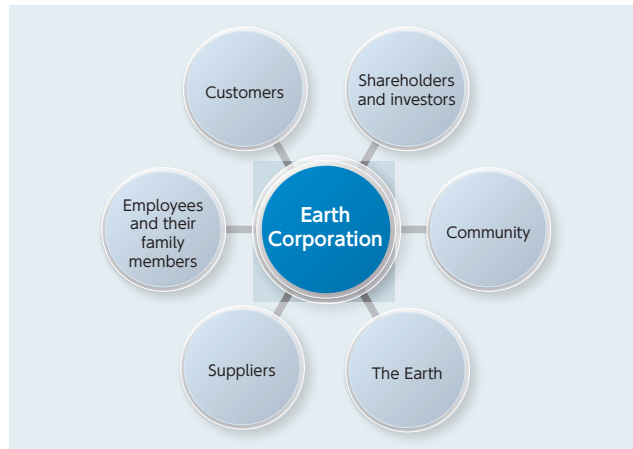 Customers
Shareholders
and investors
Employees
and their
family
members
Earth
Corporation
Community
Suppliers
The Earth